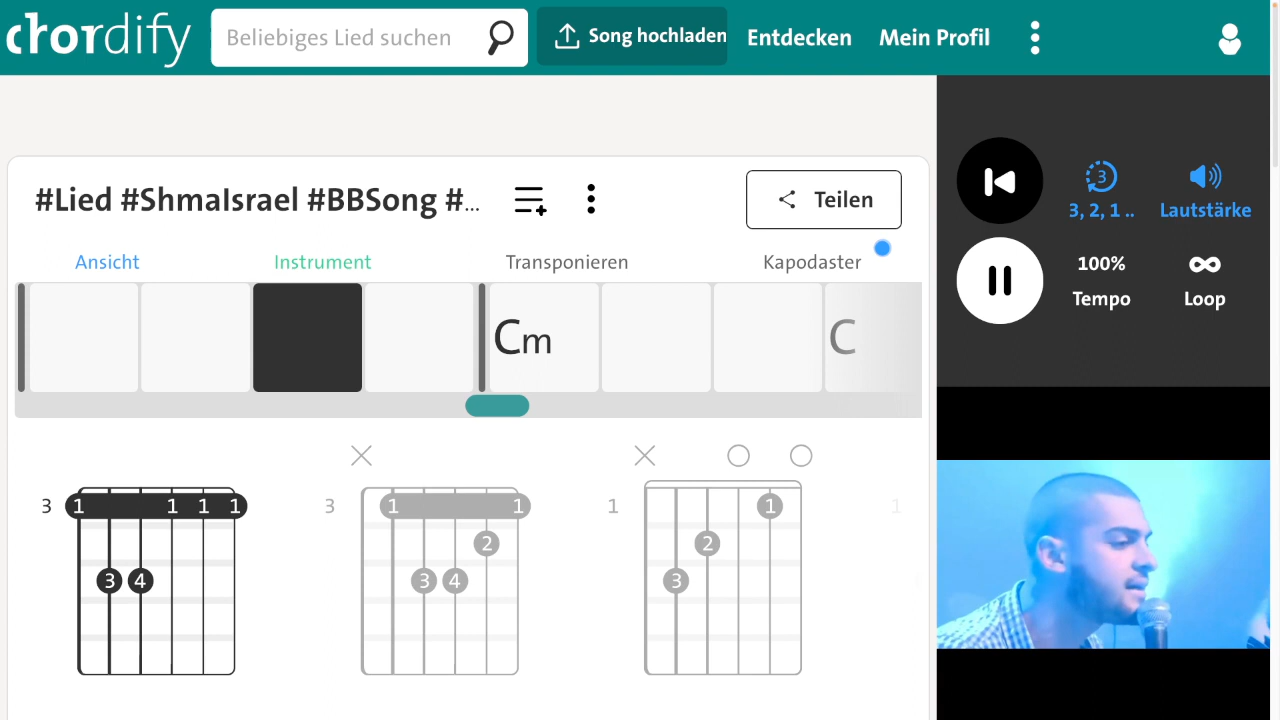 chordify
Beliebiges Lied suchen
Song hochladen
Entdecken
Mein Profil
#Lied #ShmaIsrael #BBSong #...
Teilen
3
3, 2, 1 ..
Lautstärke
100%
Tempo
Loop
Ansicht
Instrument
Transponieren
Kapodaster
Cm
C
3 1 1 1 1
3 4
3 1 1
2
3 4
1 1
2
3
1